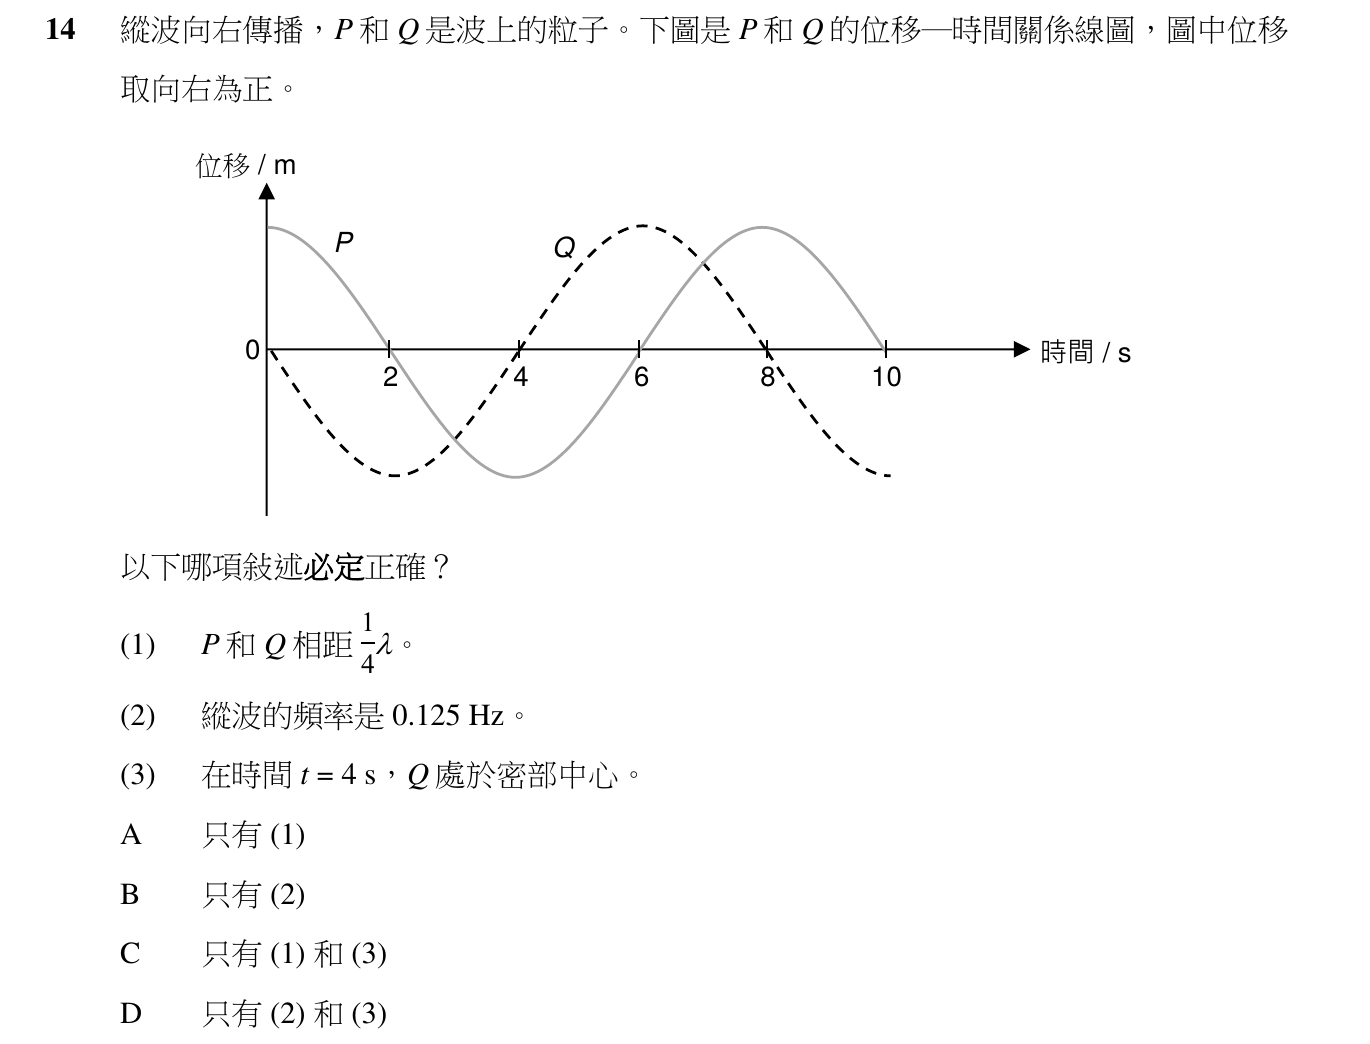 14 縱波向右傳播，P 和 Q 是波上的粒子。下圖是 P 和 Q 的位移—時間關係線圖，圖中位移
取向右為正。
位移 / m
P
Q
0
2 4 6 8 10
時間 / s
以下哪項敍述必定正確？
(1) P 和 Q 相距 1/4 λ。
(2) 縱波的頻率是 0.125 Hz。
(3) 在時間 t = 4 s，Q 處於密部中心。
A 只有 (1)
B 只有 (2)
C 只有 (1) 和 (3)
D 只有 (2) 和 (3)